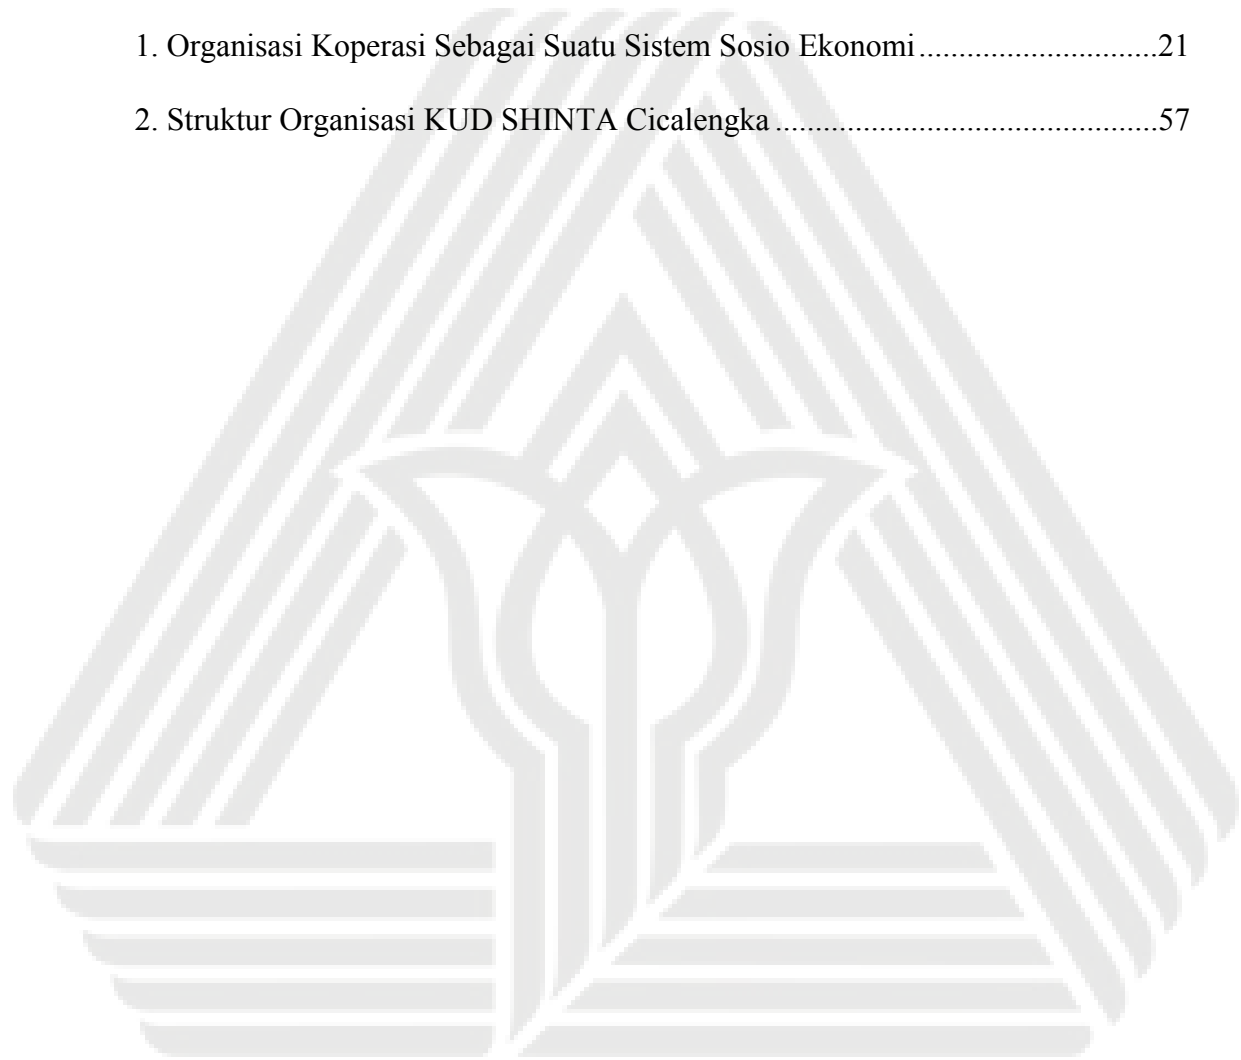 1. Organisasi Koperasi Sebagai Suatu Sistem Sosio Ekonomi..............................21
2. Struktur Organisasi KUD SHINTA Cicalengka................................................57